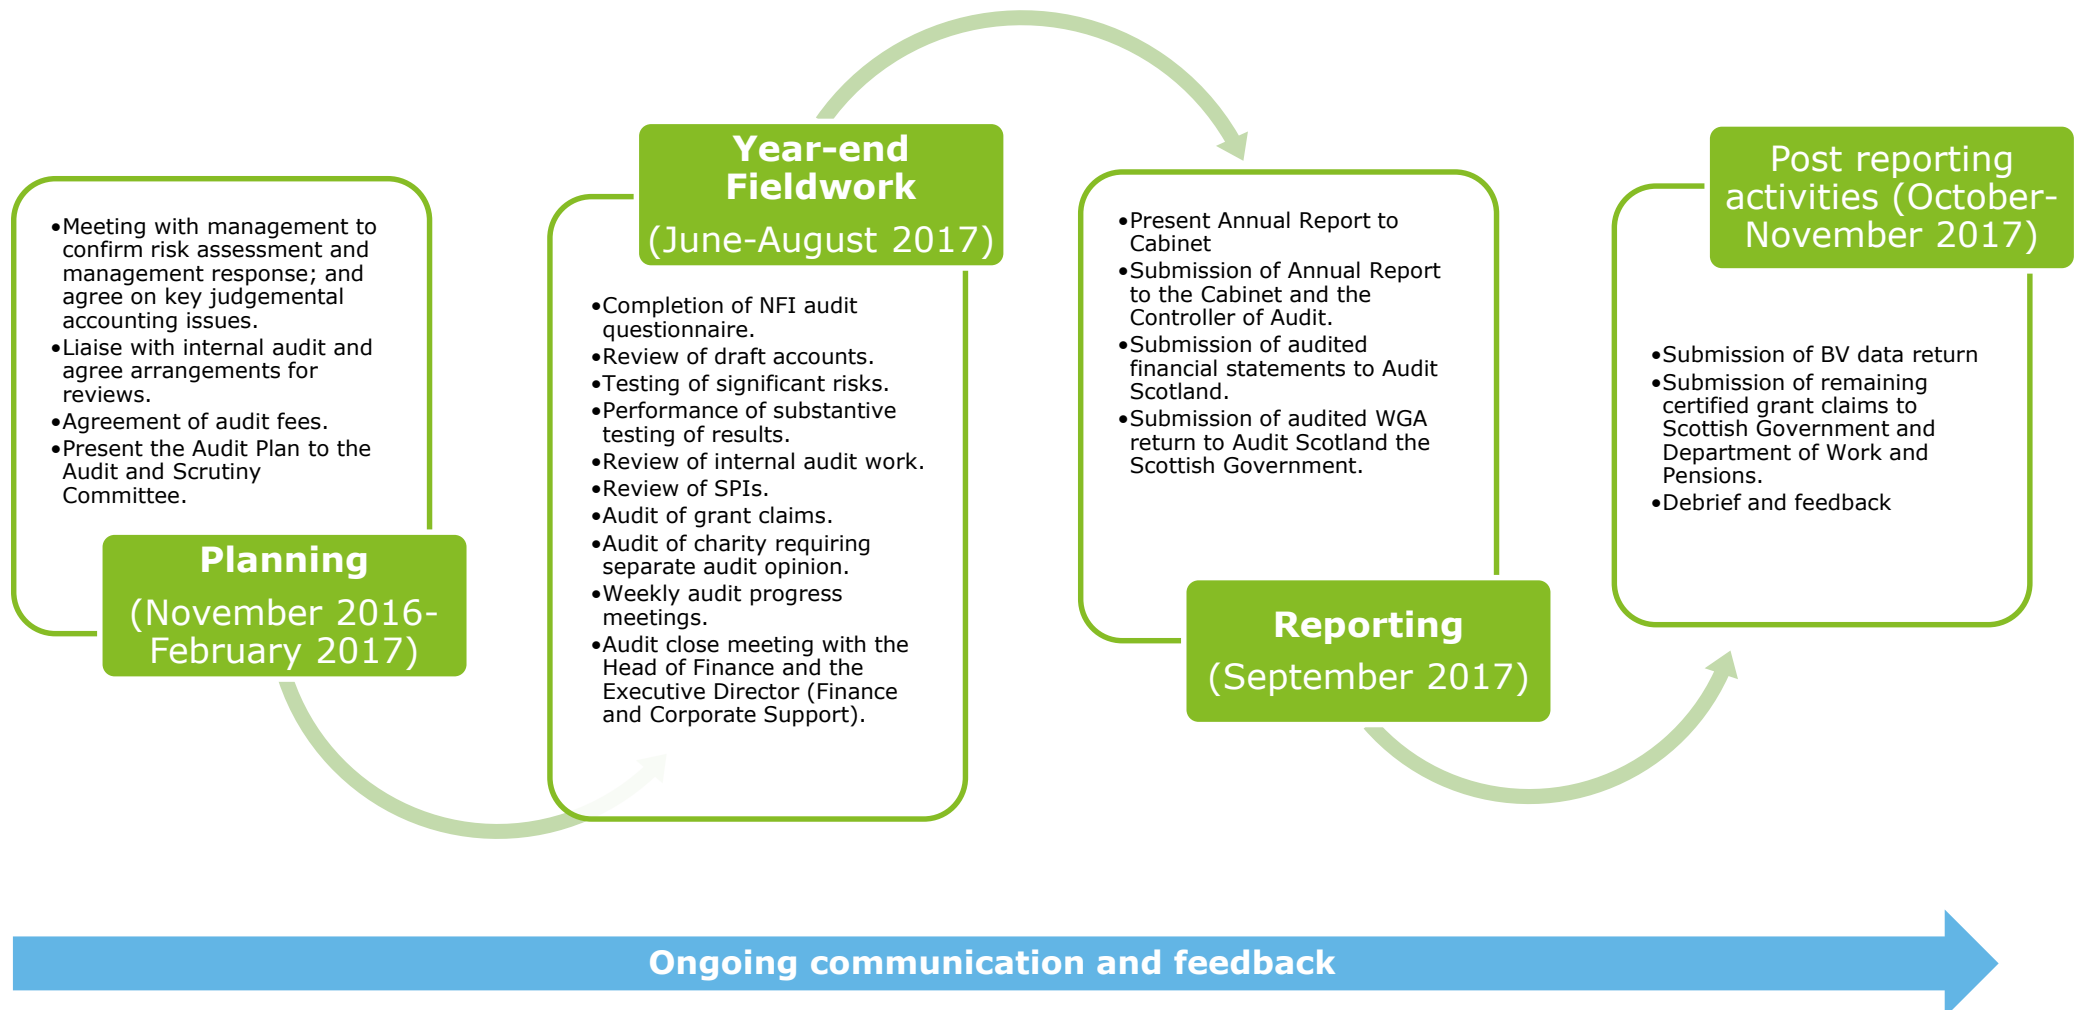 •Meeting with management to
confirm risk assessment and
management response; and
agree on key judgemental
accounting issues.
•Liaise with internal audit and
agree arrangements for
reviews.
•Agreement of audit fees.
•Present the Audit Plan to the
Audit and Scrutiny
Committee.
Planning
(November 2016-
February 2017)
Year-end
Fieldwork
(June-August 2017)
•Completion of NFI audit
questionnaire.
•Review of draft accounts.
•Testing of significant risks.
•Performance of substantive
testing of results.
•Review of internal audit work.
•Review of SPIs.
•Audit of grant claims.
•Audit of charity requiring
separate audit opinion.
•Weekly audit progress
meetings.
•Audit close meeting with the
Head of Finance and the
Executive Director (Finance
and Corporate Support).
•Present Annual Report to
Cabinet
•Submission of Annual Report
to the Cabinet and the
Controller of Audit.
•Submission of audited
financial statements to Audit
Scotland.
•Submission of audited WGA
return to Audit Scotland the
Scottish Government.
Reporting
(September 2017)
Post reporting
activities (October-
November 2017)
•Submission of BV data return
•Submission of remaining
certified grant claims to
Scottish Government and
Department of Work and
Pensions.
•Debrief and feedback
Ongoing communication and feedback